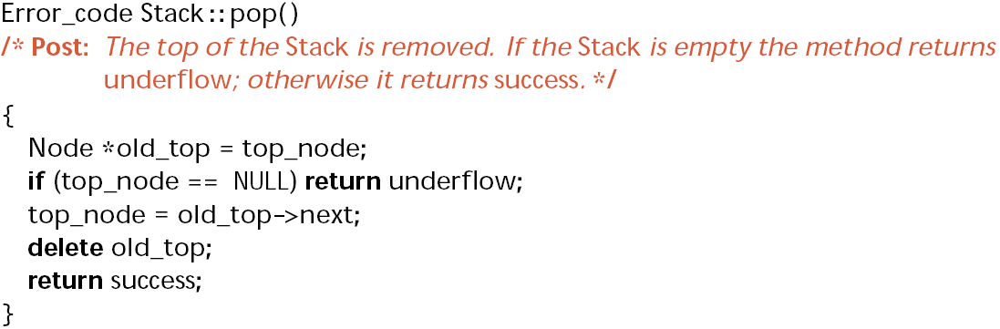 Error_code Stack::pop()
/* Post: The top of the Stack is removed. If the Stack is empty the method returns
underflow; otherwise it returns success. */
{
Node *old_top = top_node;
if (top_node == NULL) return underflow;
top_node = old_top->next;
delete old_top;
return success;
}